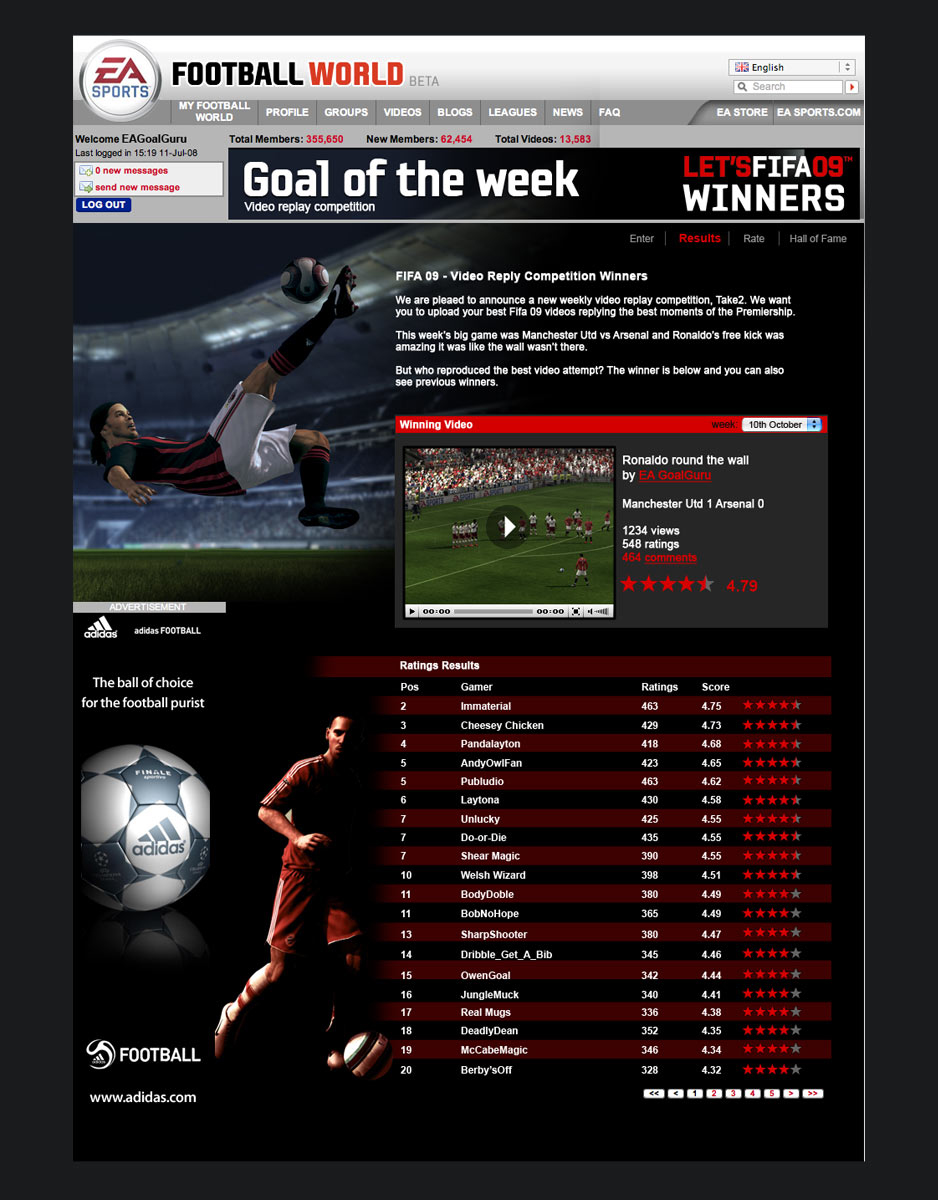 EA
SPORTS
FOOTBALL WORLD BETA
English
Search
MY FOOTBALL WORLD PROFILE GROUPS VIDEOS BLOGS LEAGUES NEWS FAQ EA STORE EA SPORTS.COM
Welcome EAGoalGuru
Last logged in 15:19 11-Jul-08
0 new messages
send new message
LOG OUT
Total Members: 355,650 New Members: 62,454 Total Videos: 13,583
Goal of the week
Video replay competition
LET'SFIFA09™
WINNERS
Enter Results Rate Hall of Fame
FIFA 09 - Video Reply Competition Winners
We are pleaed to announce a new weekly video replay competition, Take2. We want
you to upload your best Fifa 09 videos replying the best moments of the Premiership.
This week's big game was Manchester Utd vs Arsenal and Ronaldo's free kick was
amazing it was like the wall wasn't there.
But who reproduced the best video attempt? The winner is below and you can also
see previous winners.
Winning Video week: 10th October
Ronaldo round the wall
by EA GoalGuru
Manchester Utd 1 Arsenal 0
1234 views
548 ratings
464 comments
4.79
00:00 00:00
ADVERTISEMENT
adidas adidas FOOTBALL
The ball of choice
for the football purist
FINALE
sportivo
adidas
FOOTBALL
www.adidas.com
Ratings Results
Pos Gamer Ratings Score
2 Immaterial 463 4.75
3 Cheesey Chicken 429 4.73
4 Pandalayton 418 4.68
5 AndyOwlFan 423 4.65
5 Publudio 463 4.62
6 Laytona 430 4.58
7 Unlucky 425 4.55
7 Do-or-Die 435 4.55
7 Shear Magic 390 4.55
10 Welsh Wizard 398 4.51
11 BodyDoble 380 4.49
11 BobNoHope 365 4.49
13 SharpShooter 380 4.47
14 Dribble_Get_A_Bib 345 4.46
15 OwenGoal 342 4.44
16 JungleMuck 340 4.41
17 Real Mugs 336 4.38
18 DeadlyDean 352 4.35
19 McCabeMagic 346 4.34
20 Berby'sOff 328 4.32
<< < 1 2 3 4 5 > >>